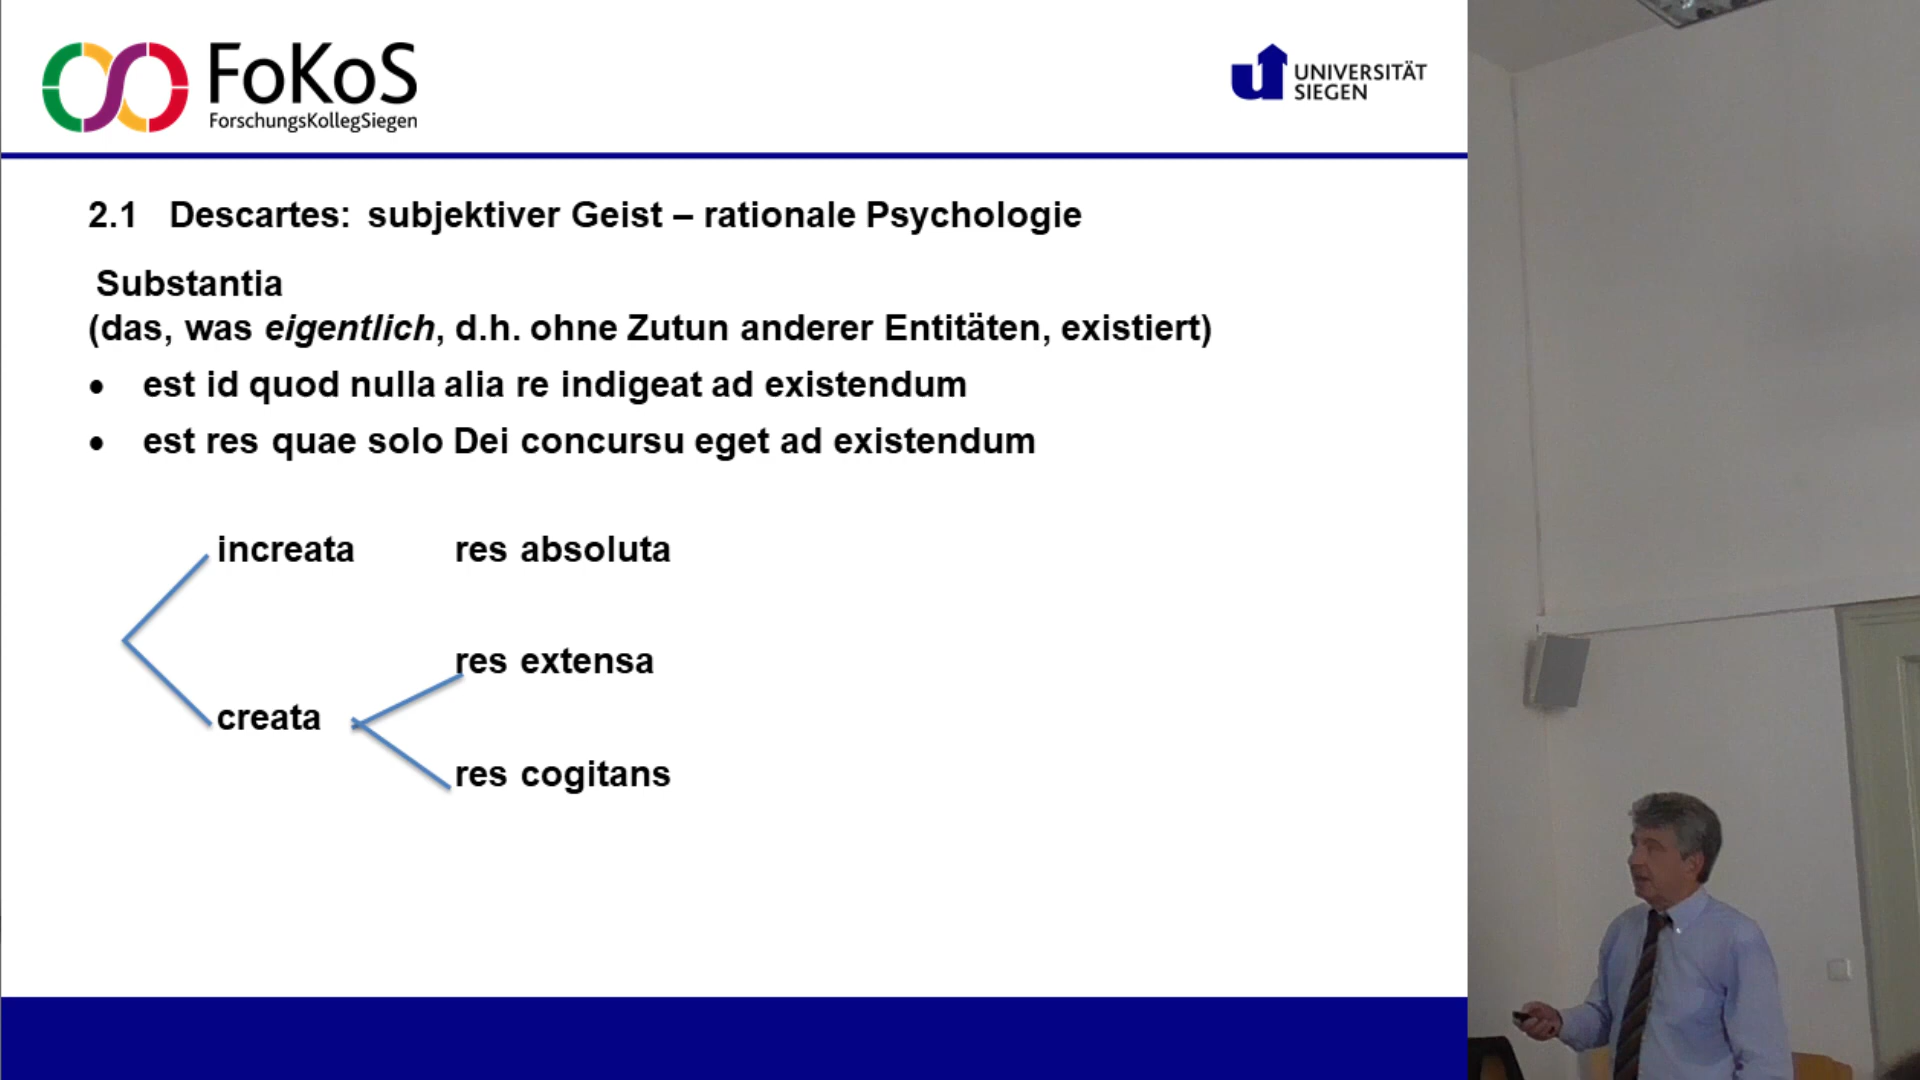 FoKoS
ForschungsKollegSiegen
UNIVERSITÄT
SIEGEN
2.1 Descartes: subjektiver Geist – rationale Psychologie
Substantia
(das, was eigentlich, d.h. ohne Zutun anderer Entitäten, existiert)
• est id quod nulla alia re indigeat ad existendum
• est res quae solo Dei concursu eget ad existendum
increata res absoluta
res extensa
creata
res cogitans